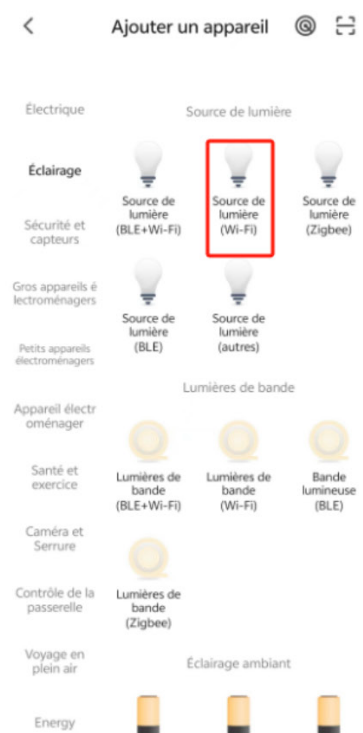 Ajouter un appareil
Électrique
Éclairage
Sécurité et
capteurs
Gros appareils é
lectroménagers
Petits appareils
électroménagers
Appareil électr
oménager
Santé et
exercice
Caméra et
Serrure
Contrôle de la
passerelle
Voyage en
plein air
Energy
Source de lumière
Source de
lumière
(BLE+Wi-Fi)
Source de
lumière
(Wi-Fi)
Source de
lumière
(Zigbee)
Source de
lumière
(BLE)
Source de
lumière
(autres)
Lumières de bande
Lumières de
bande
(BLE+Wi-Fi)
Lumières de
bande
(Wi-Fi)
Bande
lumineuse
(BLE)
Lumières de
bande
(Zigbee)
Éclairage ambiant